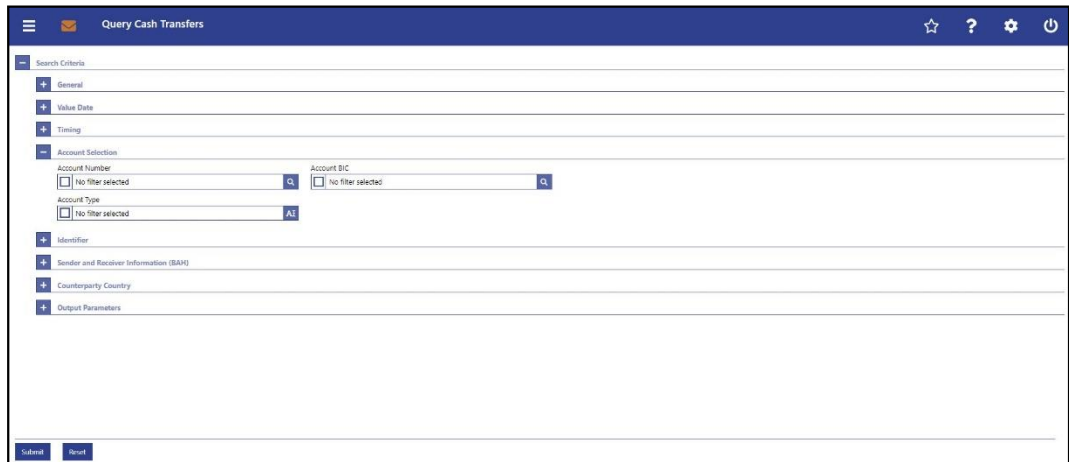 Query Cash Transfers
?
Search Criteria
General
Value Date
Timing
Account Selection
Account Number Account BIC
No filter selected No filter selected
Account Type
No filter selected
Identifier
Sender and Receiver Information (BAH)
Counterparty Country
Output Parameters
Submit Reset